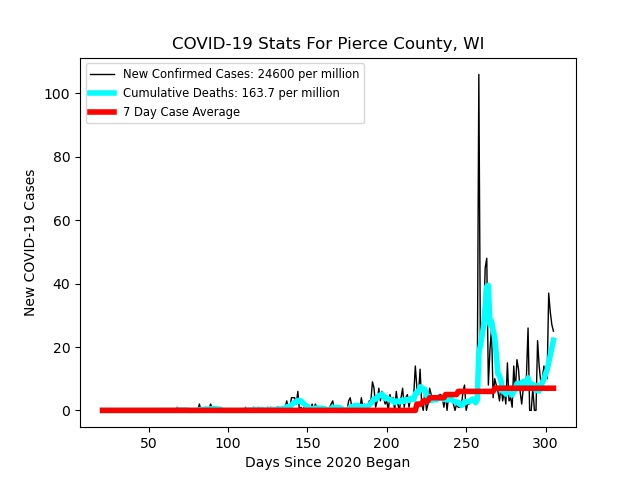 COVID-19 Stats For Pierce County, WI
New Confirmed Cases: 24600 per million
Cumulative Deaths: 163.7 per million
7 Day Case Average
New COVID-19 Cases
100
80
60
40
20
0
50 100 150 200 250 300
Days Since 2020 Began